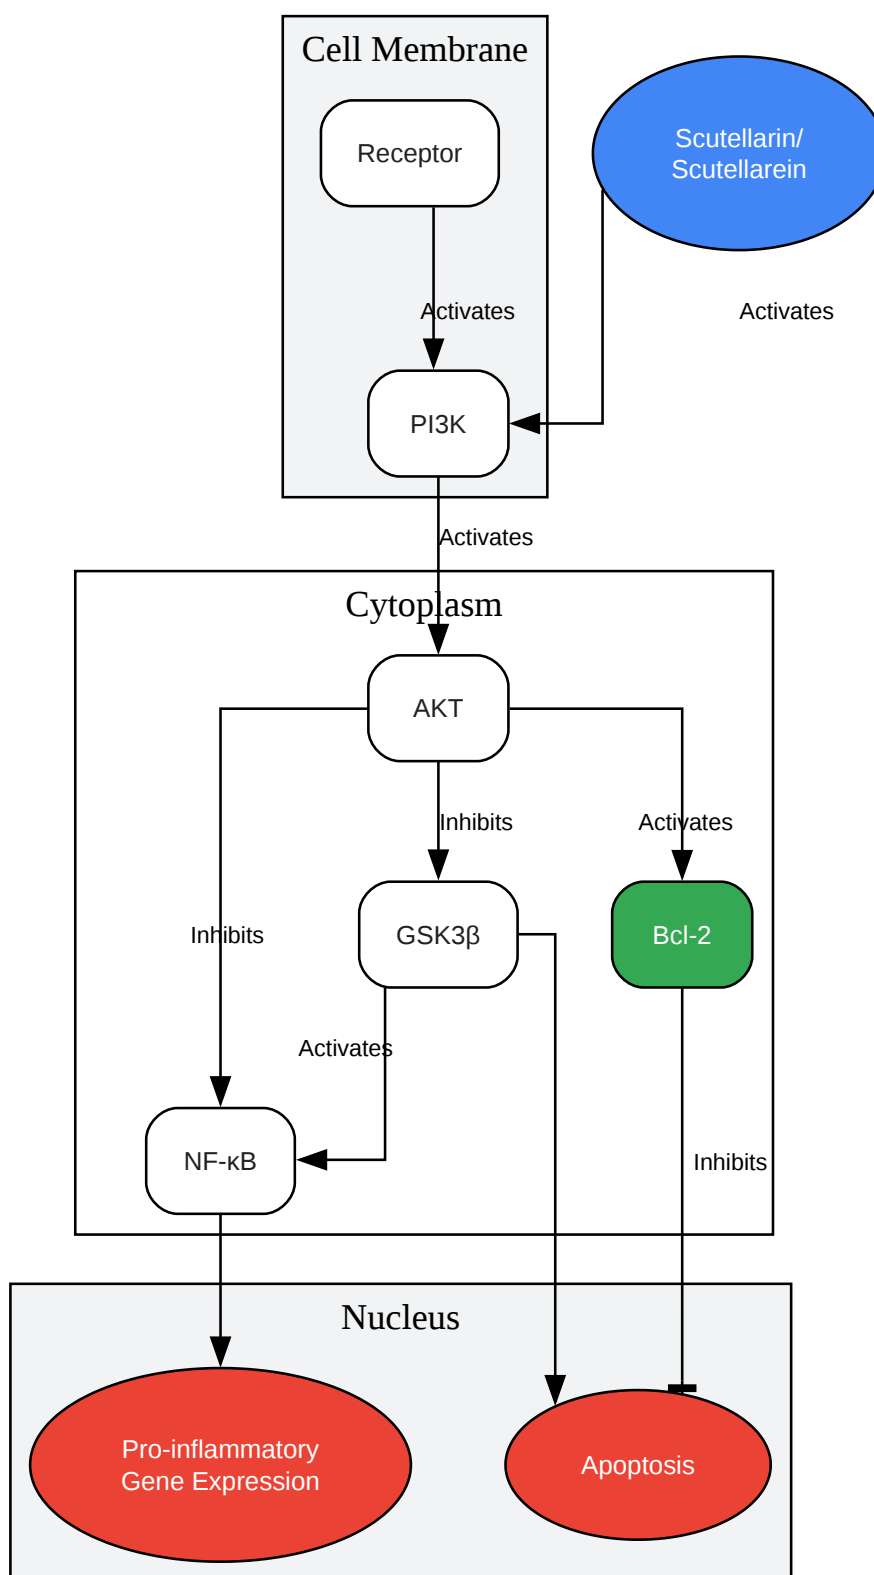 Cell Membrane
Receptor
Scutellarin/
Scutellarein
Activates
Activates
PI3K
Activates
Cytoplasm
AKT
Inhibits
Activates
Inhibits
GSK3β
Bcl-2
Activates
NF-κB
Inhibits
Nucleus
Pro-inflammatory
Gene Expression
Apoptosis